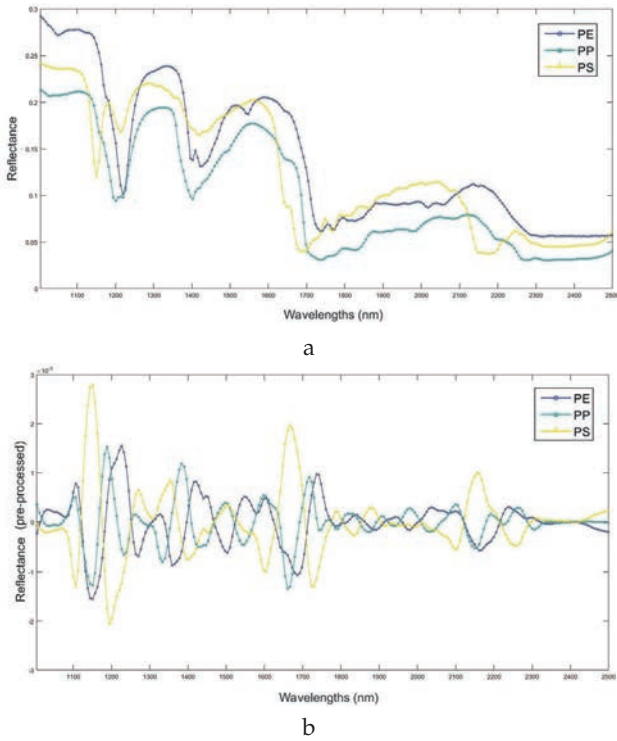 0.3
0.25
0.2
0.15
0.1
0.05
0
Reflectance
PE
PP
PS
1100 1200 1300 1400 1500 1600 1700 1800 1900 2000 2100 2200 2300 2400 2500
Wavelengths (nm)
a
3
2
1
0
-1
-2
-3
Reflectance (pre-processed)
PE
PP
PS
1100 1200 1300 1400 1500 1600 1700 1800 1900 2000 2100 2200 2300 2400 2500
Wavelengths (nm)
b